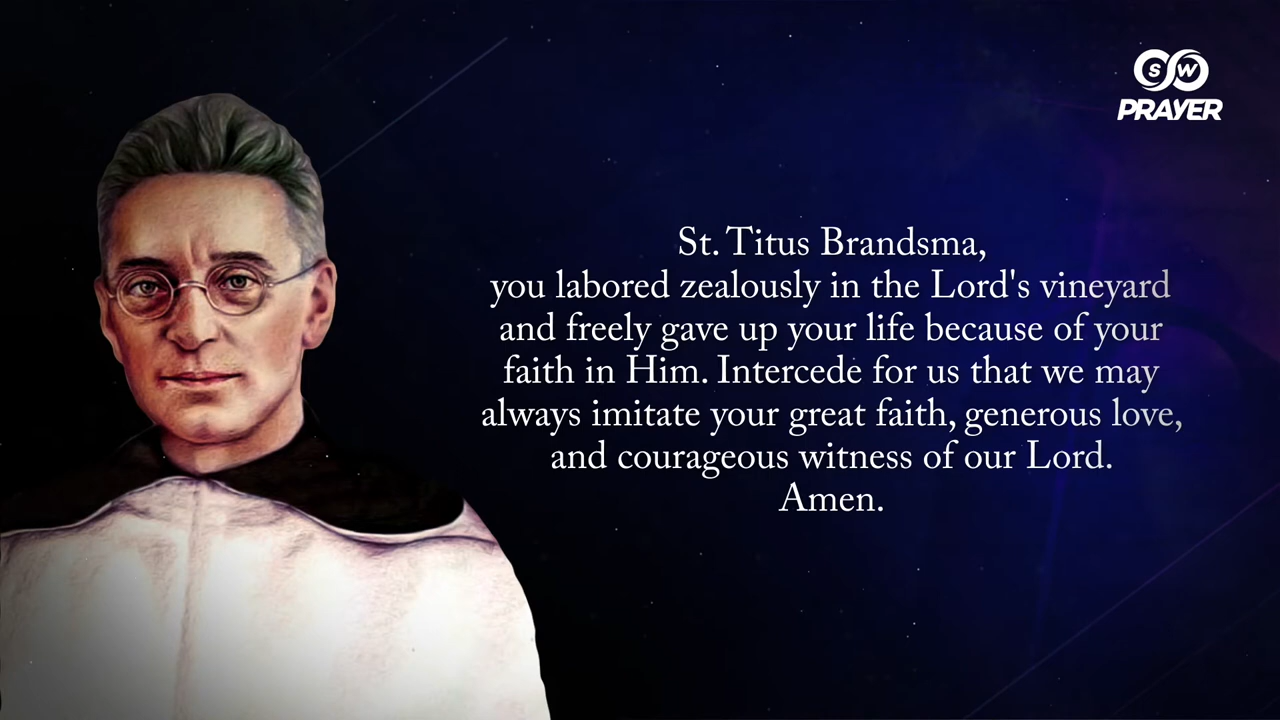 SW
PRAYER
St. Titus Brandsma,
you labored zealously in the Lord's vineyard
and freely gave up your life because of your
faith in Him. Intercede for us that we may
always imitate your great faith, generous love,
and courageous witness of our Lord.
Amen.